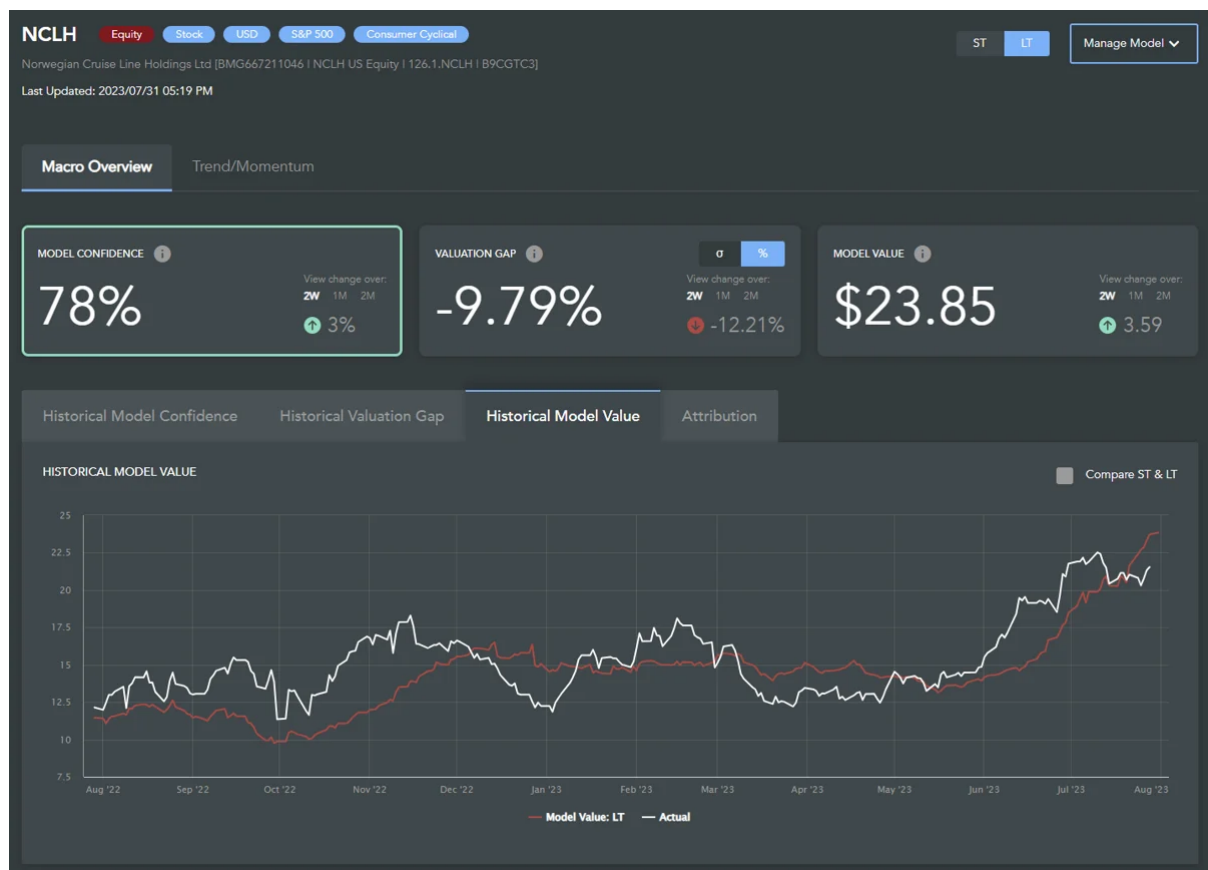 NCLH Equity Stock USD S&P 500 Consumer Cyclical
ST LT Manage Model
Norwegian Cruise Line Holdings Ltd [BMG667211046 | NCLH US Equity | 126.1.NCLH | B9CGTC3]
Last Updated: 2023/07/31 05:19 PM
Macro Overview Trend/Momentum
MODEL CONFIDENCE i
View change over:
2W 1M 2M
78%
3%
VALUATION GAP i σ %
View change over:
2W 1M 2M
-9.79%
-12.21%
MODEL VALUE i
View change over:
2W 1M 2M
$23.85
3.59
Historical Model Confidence Historical Valuation Gap Historical Model Value Attribution
HISTORICAL MODEL VALUE
Compare ST & LT
25
22.5
20
17.5
15
12.5
10
7.5
Aug '22 Sep '22 Oct '22 Nov '22 Dec '22 Jan '23 Feb '23 Mar '23 Apr '23 May '23 Jun '23 Jul '23 Aug '23
Model Value: LT Actual